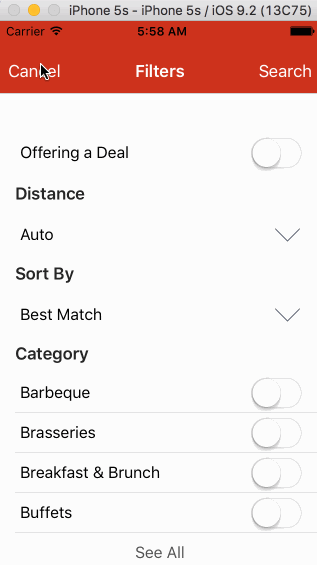 iPhone 5s - iPhone 5s / iOS 9.2 (13C75)
Carrier 5:58 AM
Cancel Filters Search
Offering a Deal
Distance
Auto
Sort By
Best Match
Category
Barbeque
Brasseries
Breakfast & Brunch
Buffets
See All